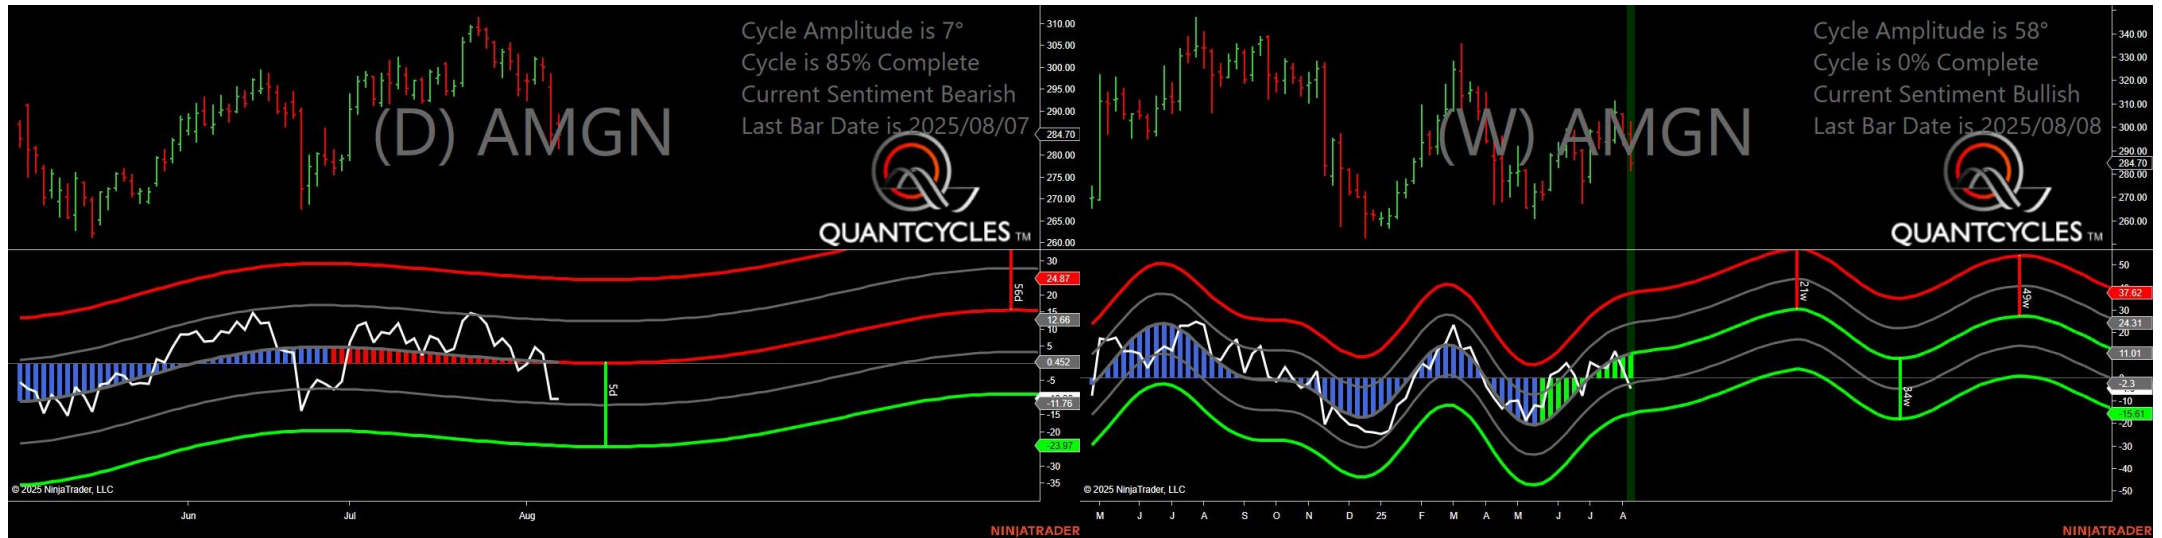 Cycle Amplitude is 7°
Cycle is 85% Complete
Current Sentiment Bearish
Last Bar Date is 2025/08/07
(D) AMGN
QUANTCYCLES TM
310.00
305.00
300.00
295.00
290.00
284.70
280.00
275.00
270.00
265.00
260.00
30
24.87
20
15
12.66
10
5
0.452
-5
-11.76
-15
-20
-23.97
-30
-35
56d
5d
© 2025 NinjaTrader, LLC
Jun Jul Aug
NINJATRADER
Cycle Amplitude is 58°
Cycle is 0% Complete
Current Sentiment Bullish
Last Bar Date is 2025/08/08
(W) AMGN
QUANTCYCLES TM
340.00
330.00
320.00
310.00
300.00
290.00
284.70
280.00
270.00
260.00
50
37.62
30
24.31
20
11.01
-2.3
-10
-15.61
-20
-30
-40
-50
21w
34w
49w
© 2025 NinjaTrader, LLC
M J J A S O N D 25 F M A M J J A
NINJATRADER